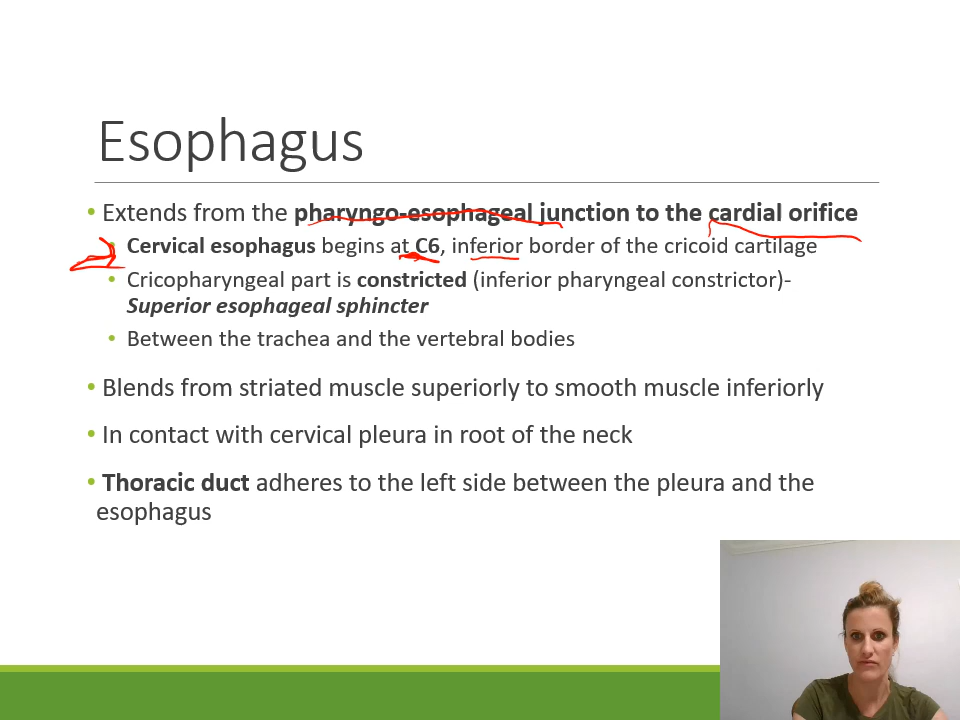 Esophagus
• Extends from the pharyngo-esophageal junction to the cardial orifice
• Cervical esophagus begins at C6, inferior border of the cricoid cartilage
• Cricopharyngeal part is constricted (inferior pharyngeal constrictor)-
Superior esophageal sphincter
• Between the trachea and the vertebral bodies
• Blends from striated muscle superiorly to smooth muscle inferiorly
• In contact with cervical pleura in root of the neck
• Thoracic duct adheres to the left side between the pleura and the
esophagus